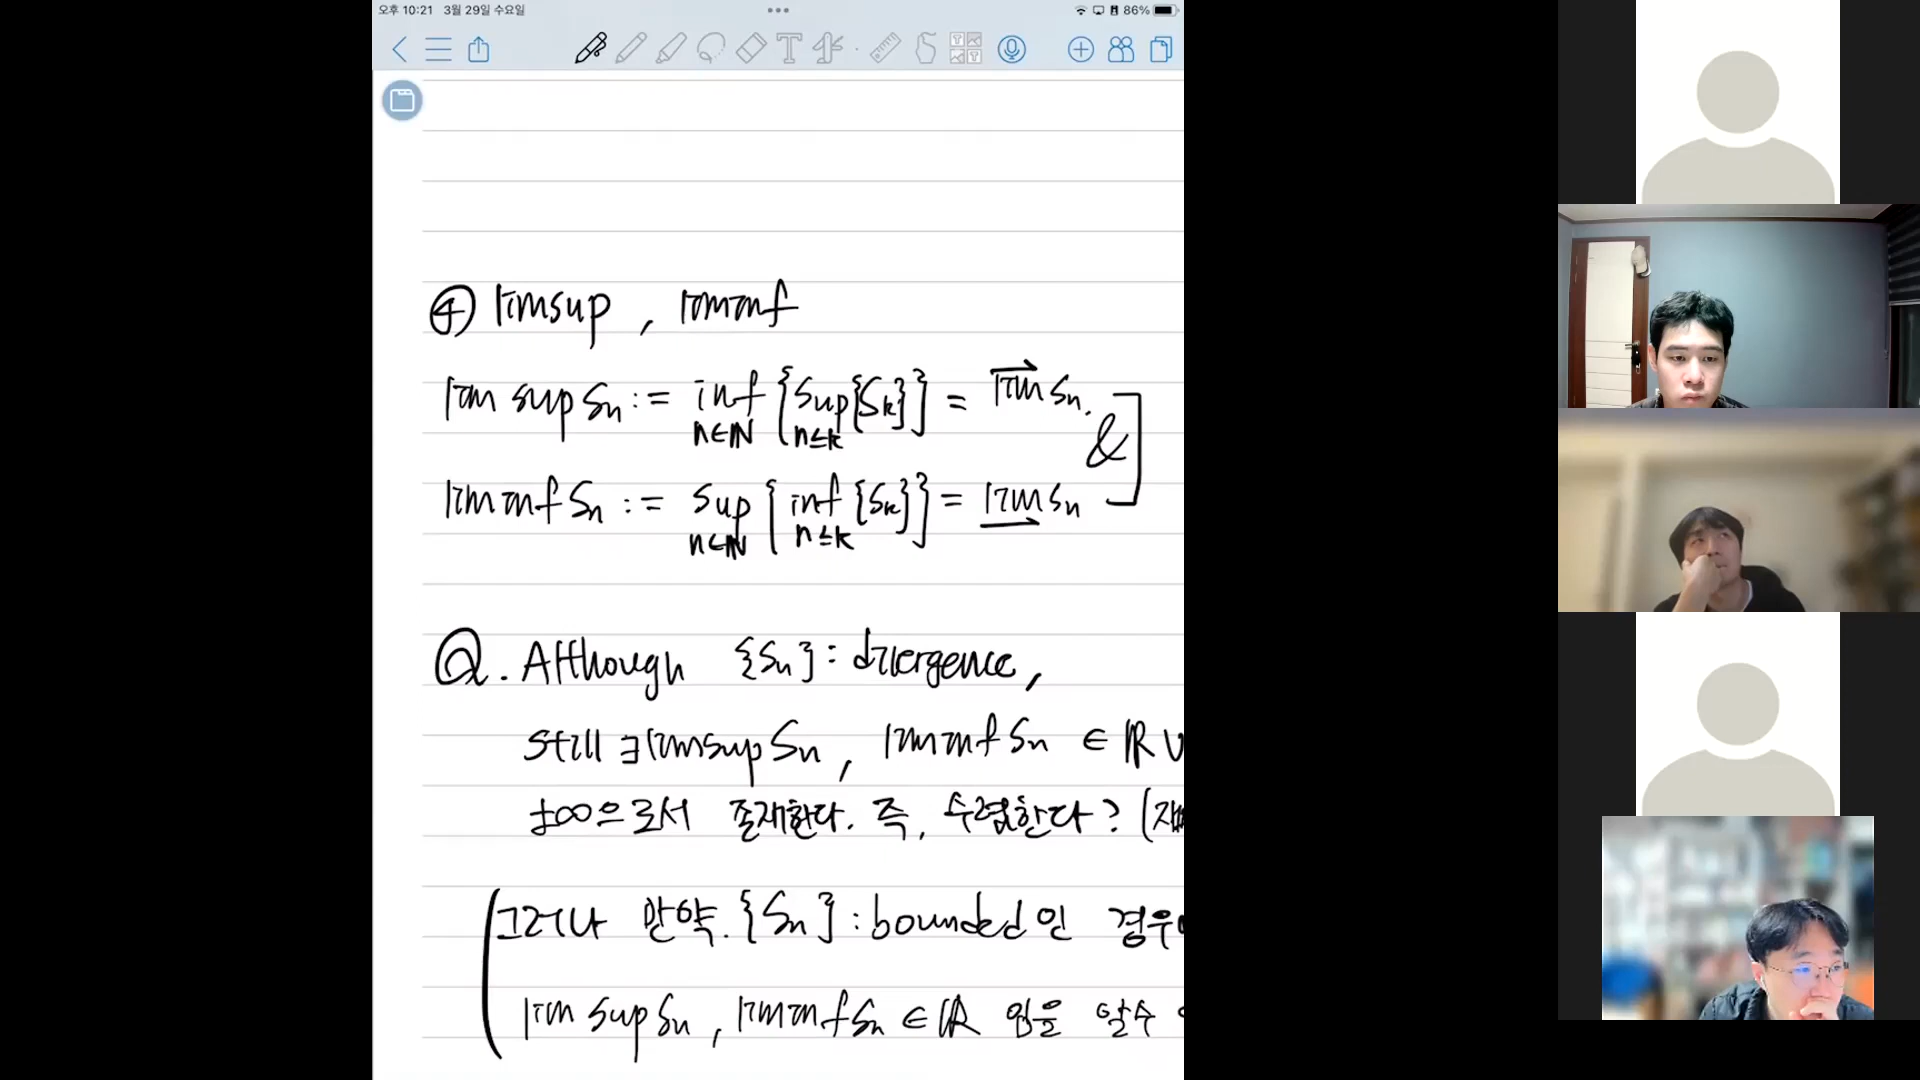 오후 10:21 3월 29일 수요일
86%
⊕ limsup, liminf
lim sup Sn := inf n∈ℕ { sup n≤k {Sk} } = lim Sn.
&
lim inf Sn := sup n∈ℕ { inf n≤k {Sk} } = lim Sn
Q. Although {Sn} : divergence,
still ∃ limsup Sn, liminf Sn ∈ ℝ ∪
±∞으로서 존재한다. 즉, 수렴한다? (
그러나 만약. {Sn} : bounded인 경우
lim sup Sn, liminf Sn ∈ ℝ 임을 알수